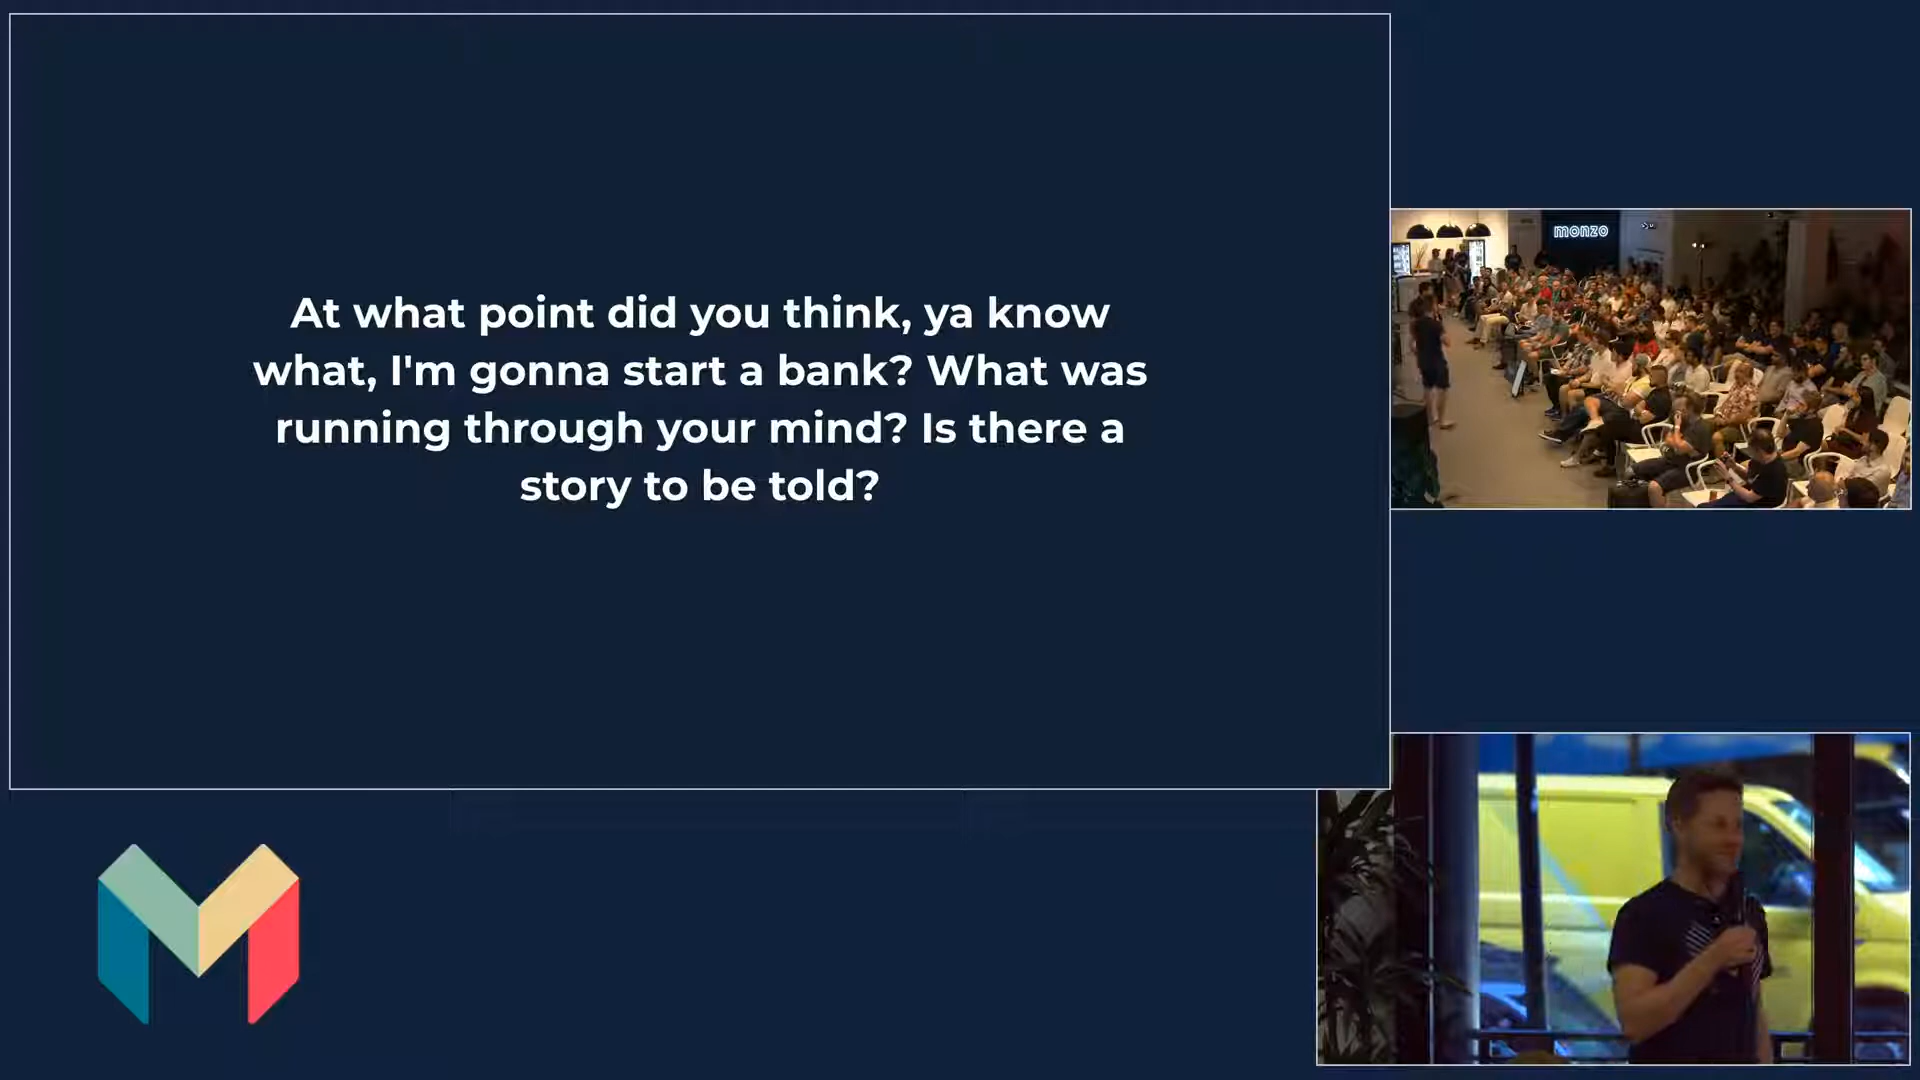 At what point did you think, ya know
what, I'm gonna start a bank? What was
running through your mind? Is there a
story to be told?
monzo